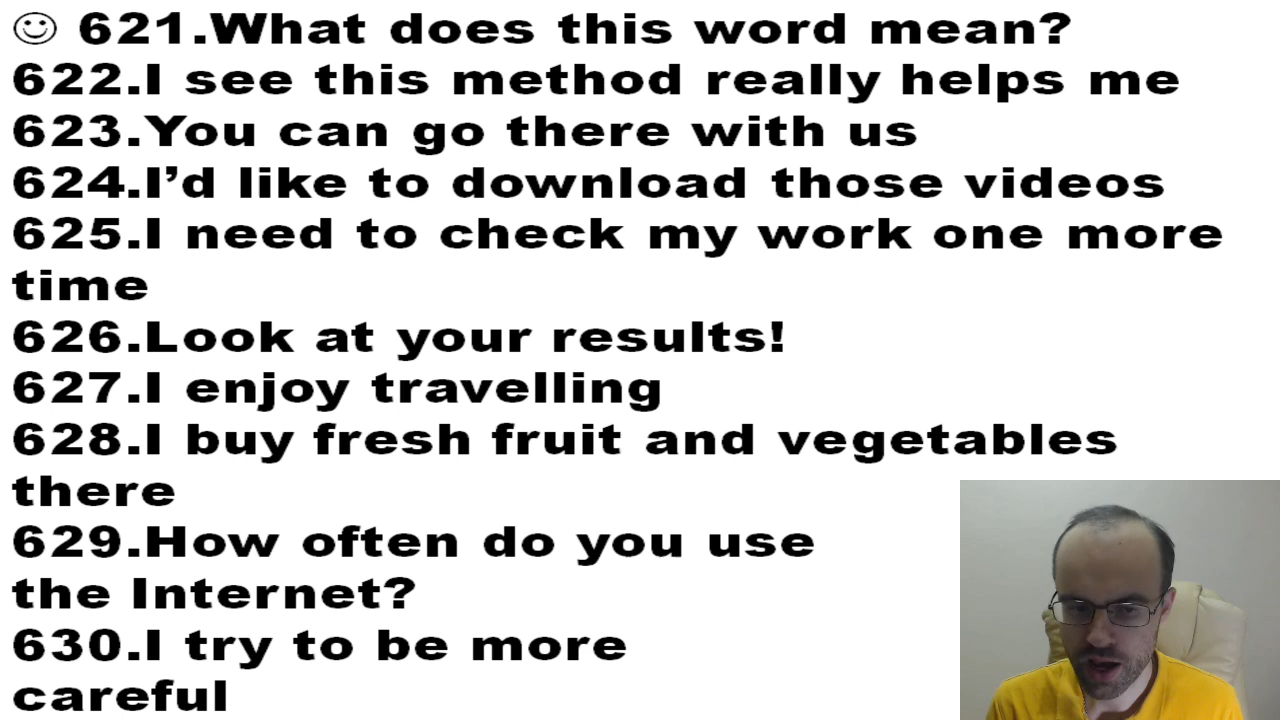 ☺ 621.What does this word mean?
622.I see this method really helps me
623.You can go there with us
624.I’d like to download those videos
625.I need to check my work one more
time
626.Look at your results!
627.I enjoy travelling
628.I buy fresh fruit and vegetables
there
629.How often do you use
the Internet?
630.I try to be more
careful